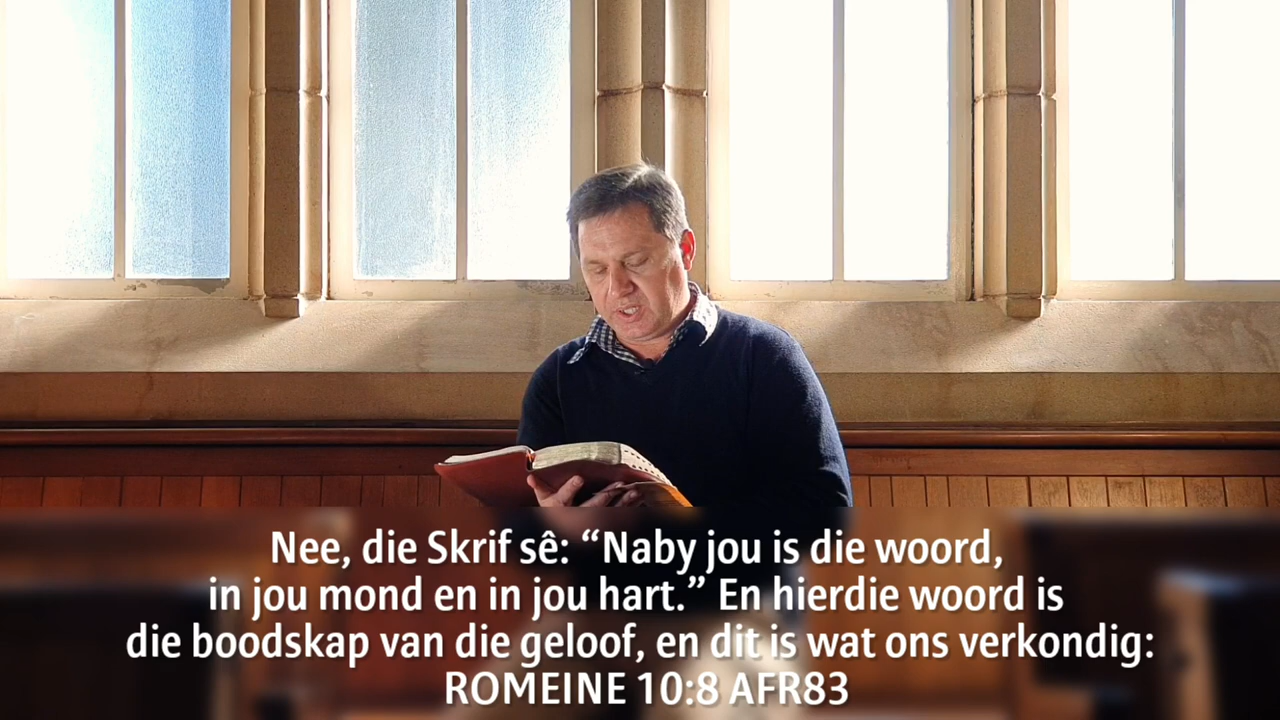 Nee, die Skrif sê: “Naby jou is die woord,
in jou mond en in jou hart.” En hierdie woord is
die boodskap van die geloof, en dit is wat ons verkondig:
ROMEINE 10:8 AFR83